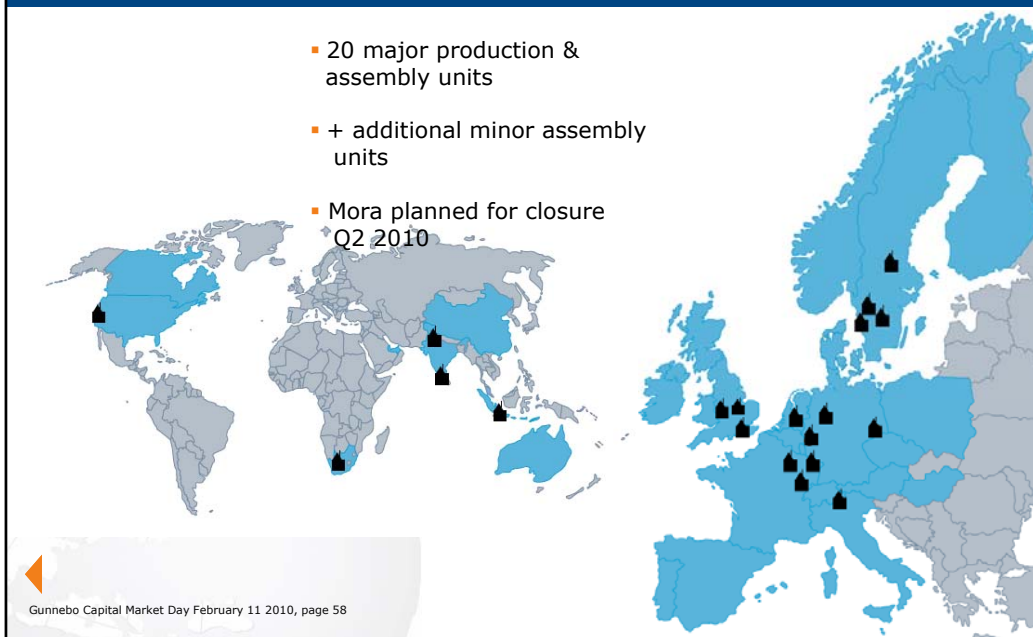 20 major production &
assembly units
+ additional minor assembly
units
Mora planned for closure
Q2 2010
Gunnebo Capital Market Day February 11 2010, page 58